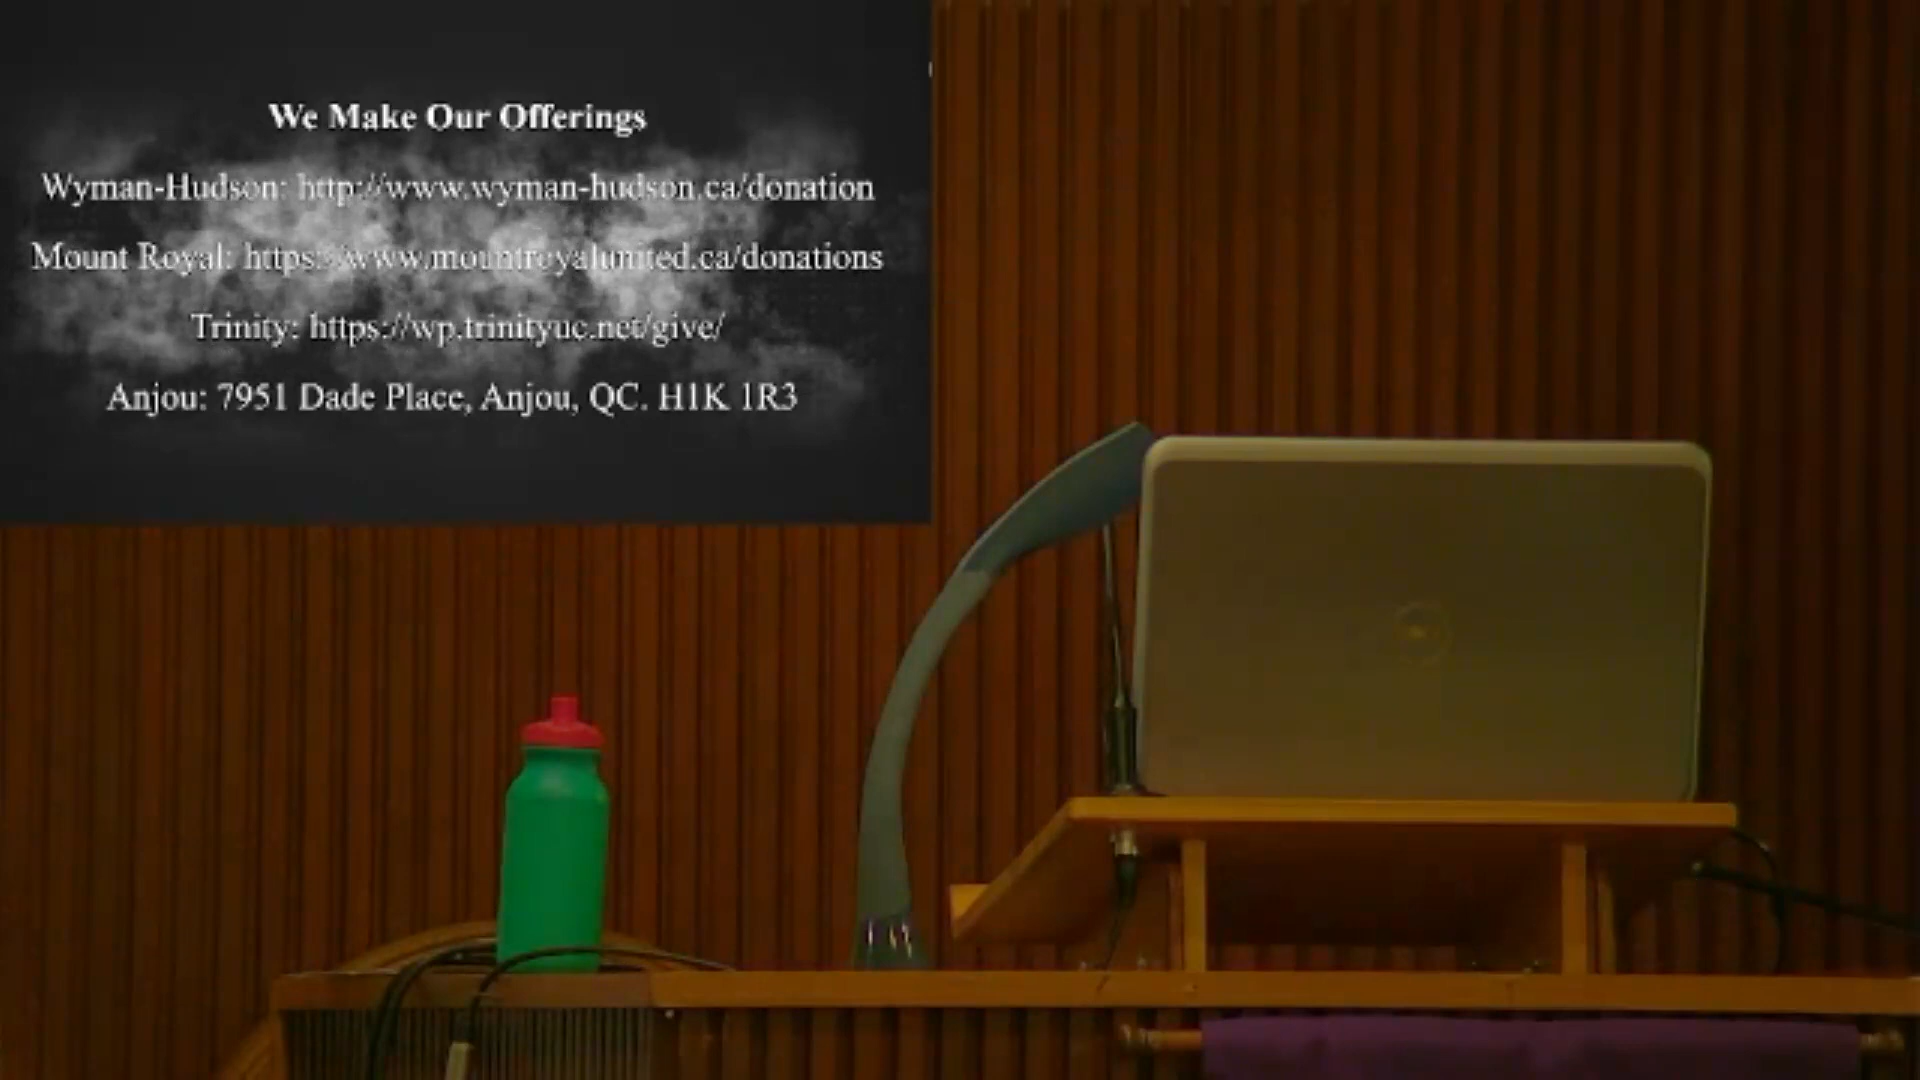 We Make Our Offerings
Wyman-Hudson: http://www.wyman-hudson.ca/donation
Mount Royal: https://www.mountroyalunited.ca/donations
Trinity: https://wp.trinityuc.net/give/
Anjou: 7951 Dade Place, Anjou, QC. H1K 1R3